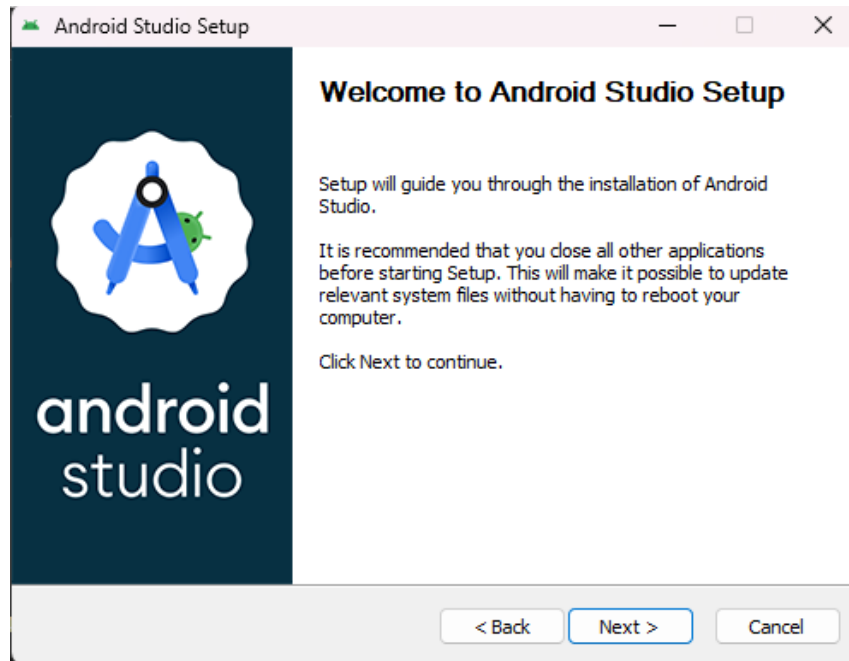 Android Studio Setup
Welcome to Android Studio Setup
Setup will guide you through the installation of Android
Studio.
It is recommended that you close all other applications
before starting Setup. This will make it possible to update
relevant system files without having to reboot your
computer.
Click Next to continue.
android
studio
< Back Next > Cancel